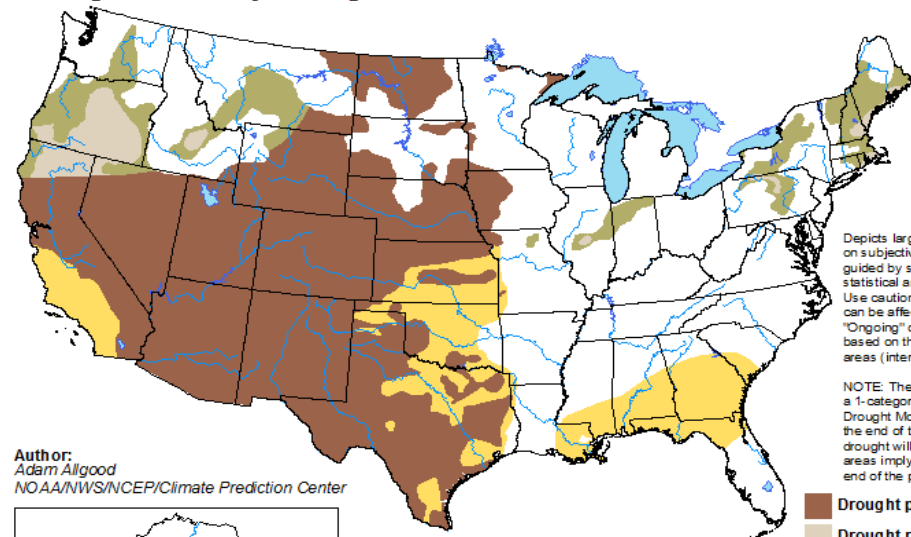 Depicts larg
on subjectiv
guided by s
statistical ar
Use caution
can be affe
"Ongoing" d
based on th
areas (inter
NOTE: The
a 1-categor
Drought Mo
the end of t
drought will
areas imply
end of the p
Author:
Adam Allgood
NOAA/NWS/NCEP/Climate Prediction Center
Drought p
Drought